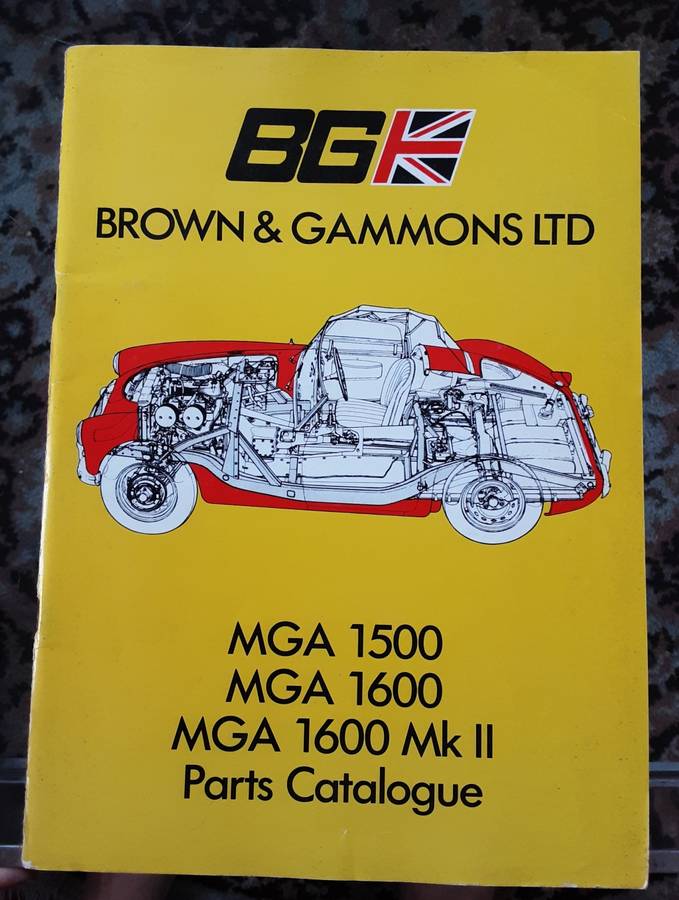 BG
BROWN & GAMMONS LTD
MGA 1500
MGA 1600
MGA 1600 Mk II
Parts Catalogue